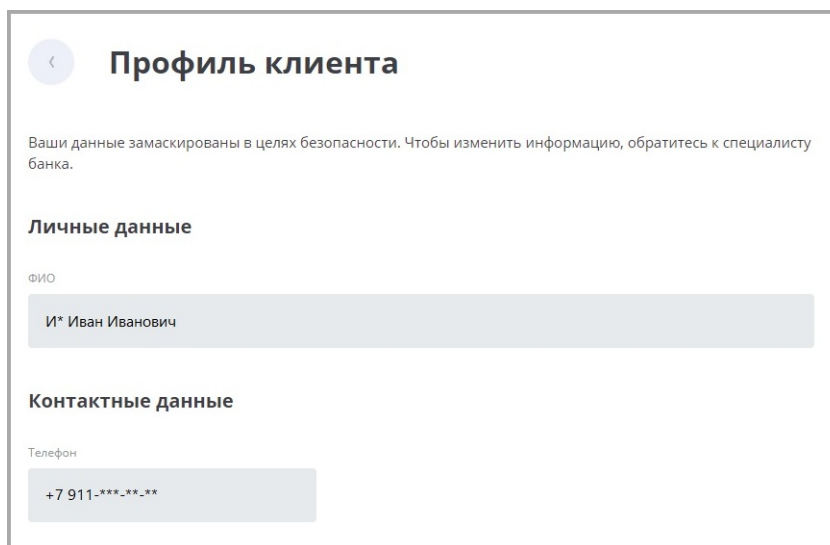 Профиль клиента
Ваши данные замаскированы в целях безопасности. Чтобы изменить информацию, обратитесь к специалисту
банка.
Личные данные
ФИО
И* Иван Иванович
Контактные данные
Телефон
+7 911-***-**-**